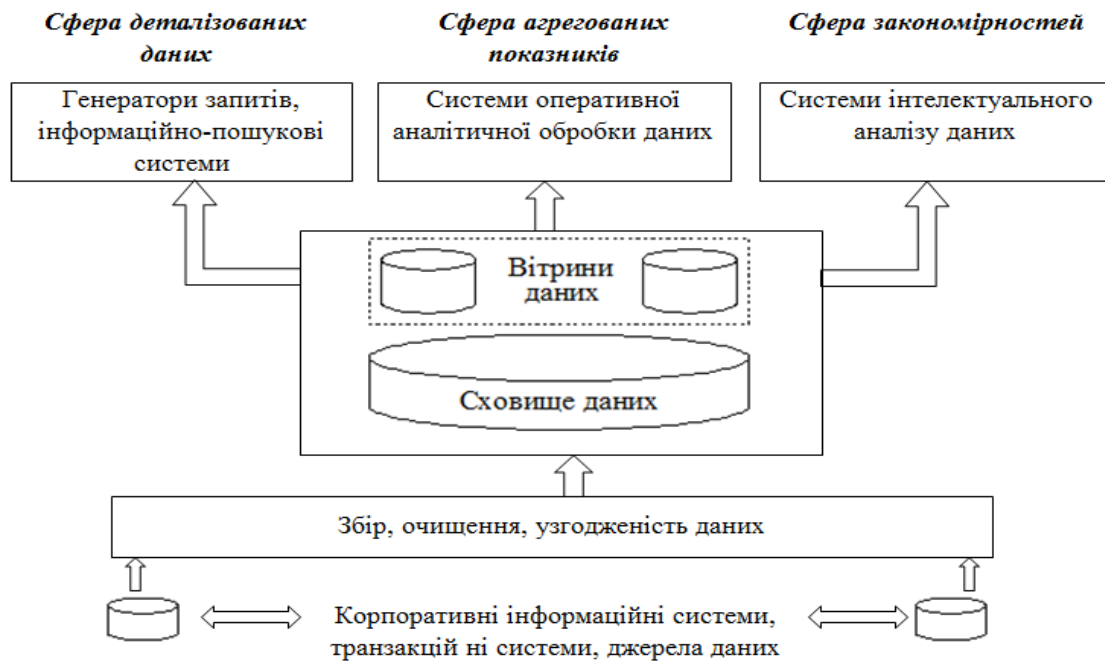 Сфера деталізованих
даних
Сфера агрегованих
показників
Сфера закономірностей
Генератори запитів,
інформаційно-пошукові
системи
Системи оперативної
аналітичної обробки даних
Системи інтелектуального
аналізу даних
Вітрини
даних
Сховище даних
Збір, очищення, узгодженість даних
Корпоративні інформаційні системи,
транзакцій ні системи, джерела даних